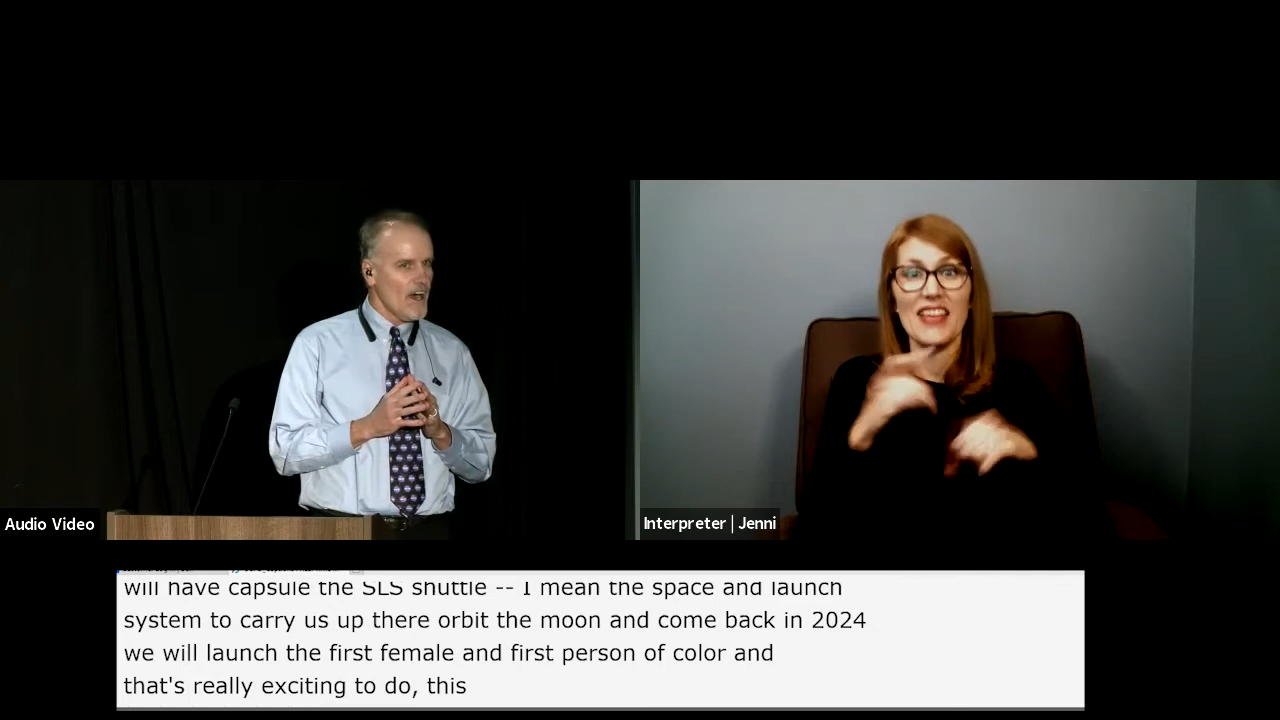 Audio Video
Interpreter | Jenni
will have capsule the SLS shuttle -- I mean the space and launch
system to carry us up there orbit the moon and come back in 2024
we will launch the first female and first person of color and
that's really exciting to do, this